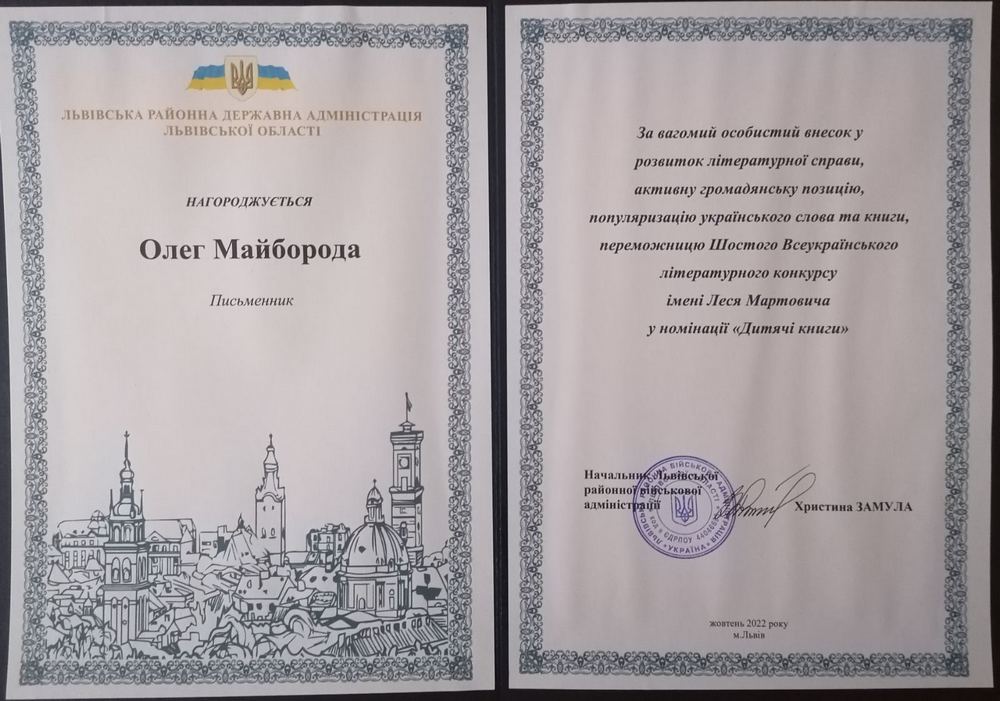 ЛЬВІВСЬКА РАЙОННА ДЕРЖАВНА АДМІНІСТРАЦІЯ
ЛЬВІВСЬКОЇ ОБЛАСТІ
НАГОРОДЖУЄТЬСЯ
Олег Майборода
Письменник
За вагомий особистий внесок у
розвиток літературної справи,
активну громадянську позицію,
популяризацію українського слова та книги,
переможницю Шостого Всеукраїнського
літературного конкурсу
імені Леся Мартовича
у номінації «Дитячі книги»
Начальник Львівської
районної військової
адміністрації
Христина ЗАМУЛА
УКРАЇНА
жовтень 2022 року
м.Львів